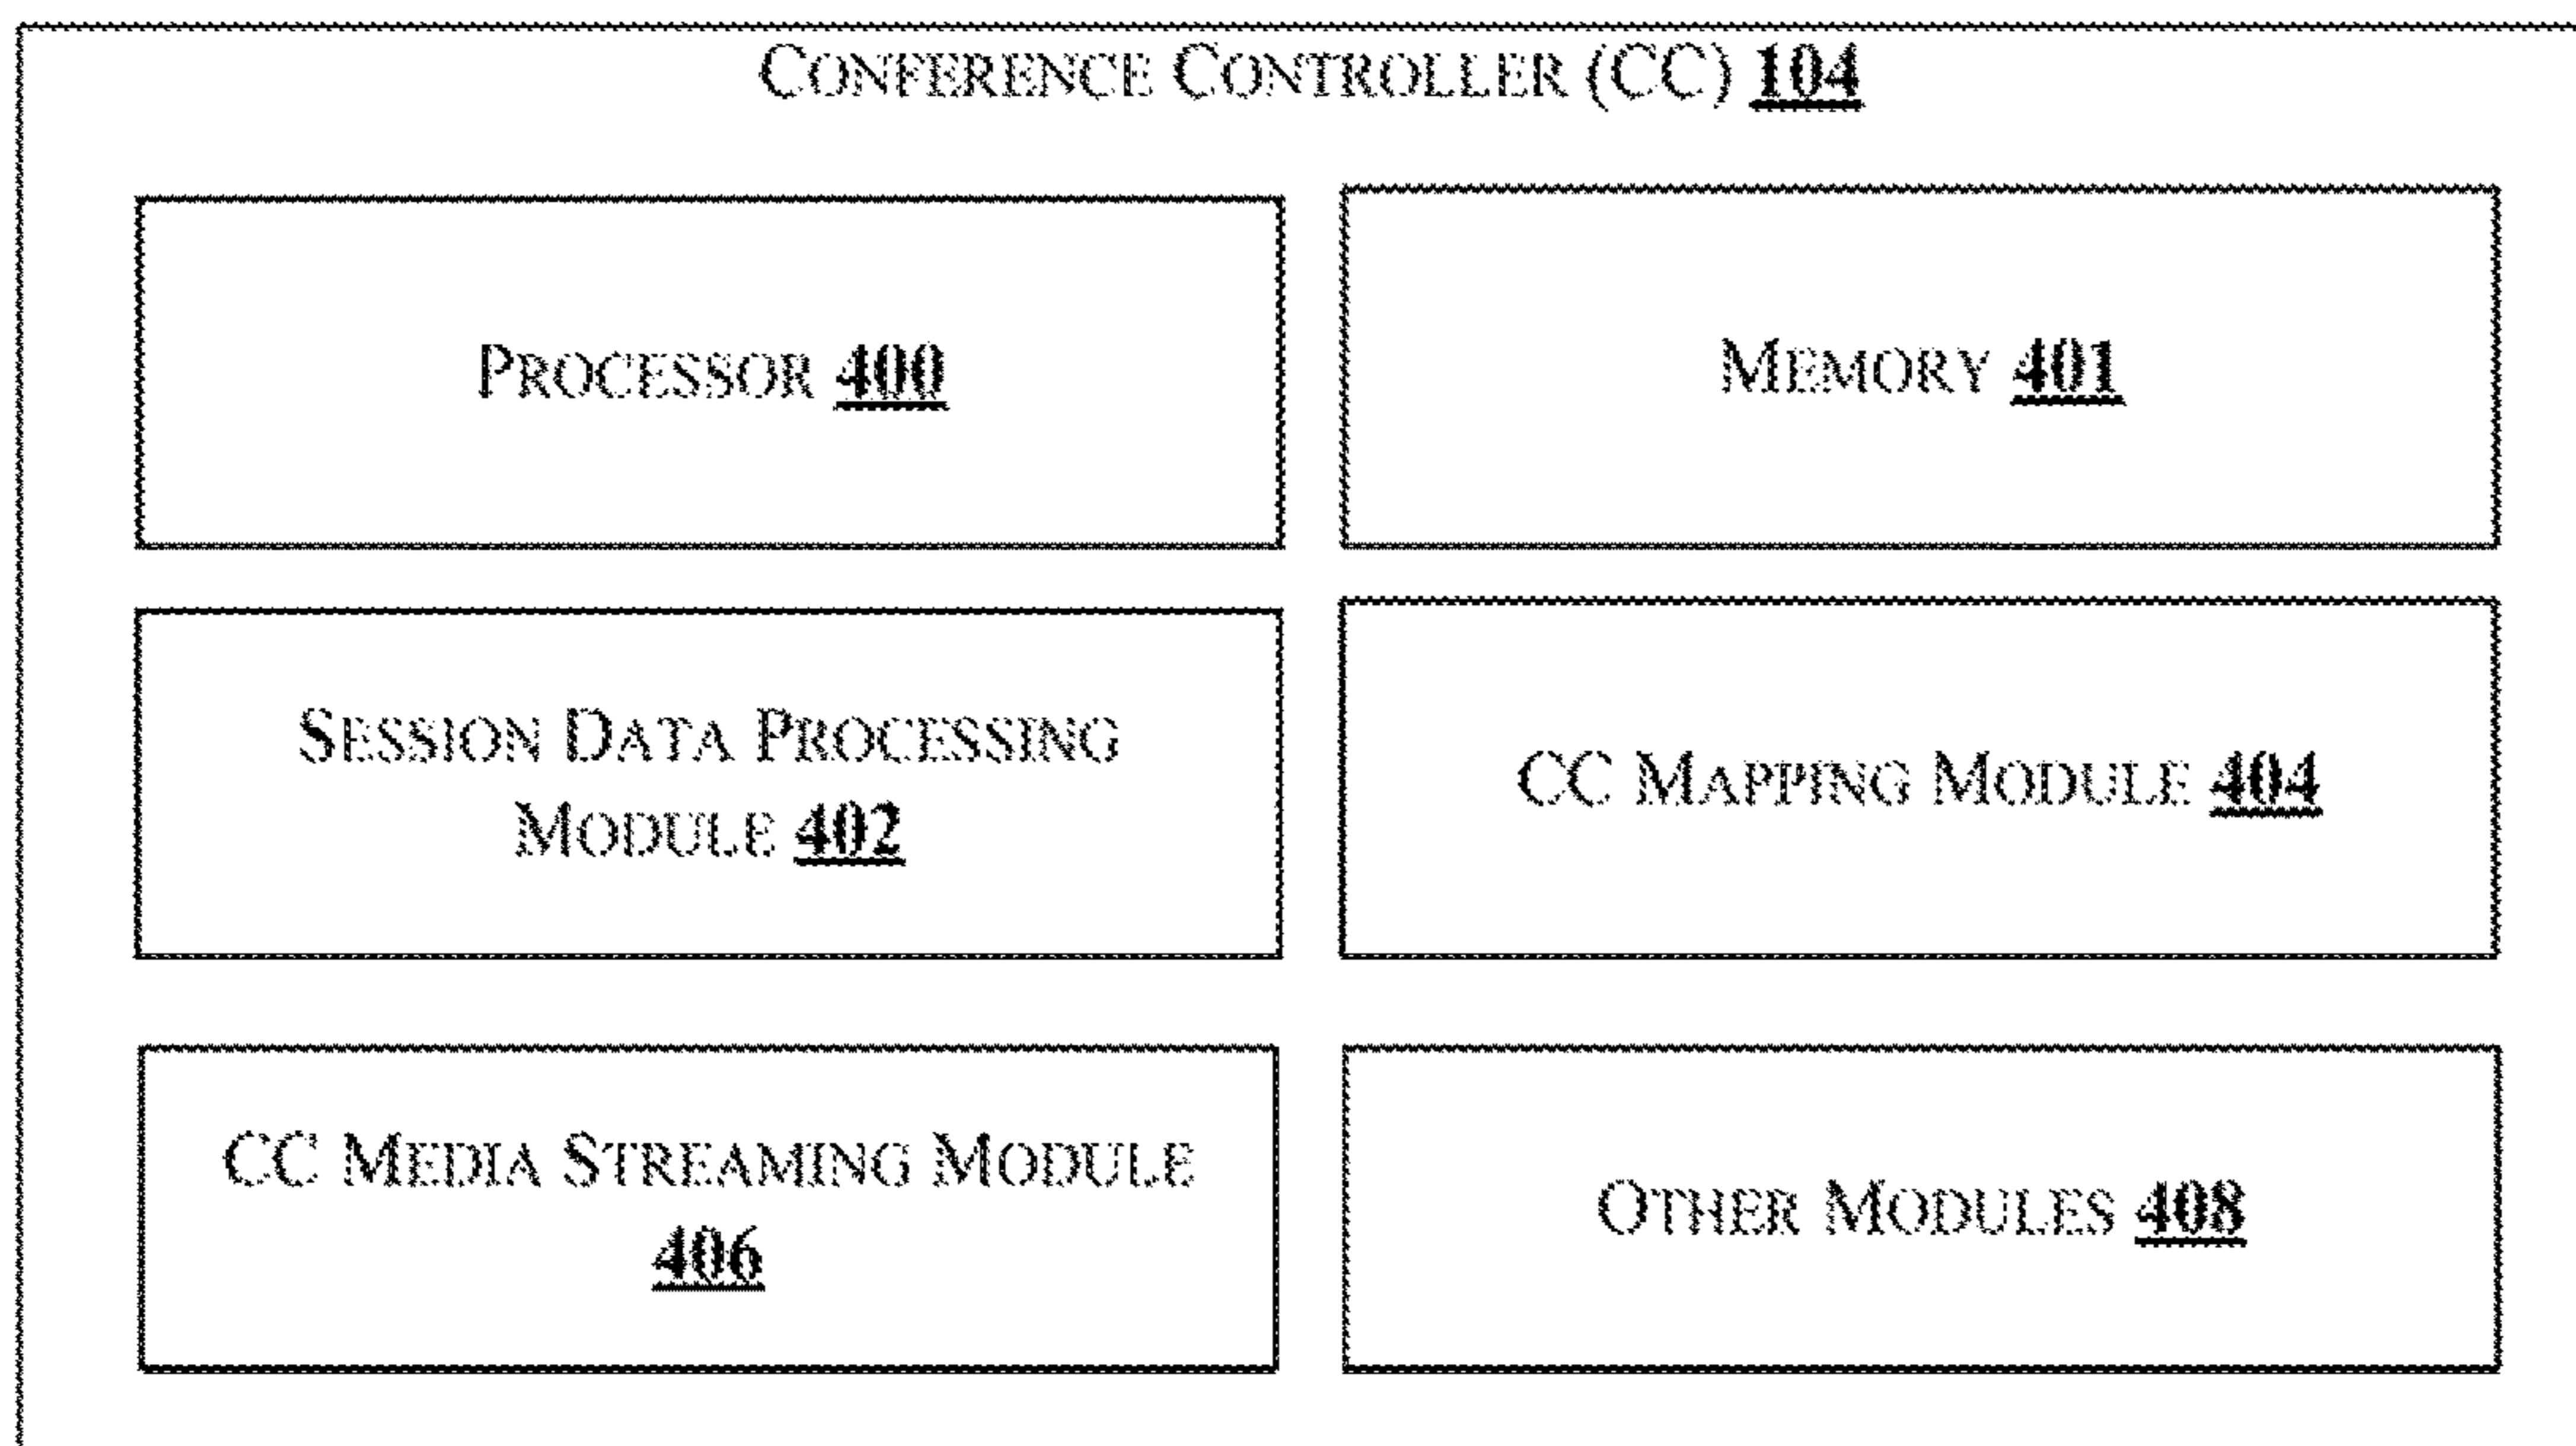 CONFERENCE CONTROLLER (CC) 104
PROCESSOR 400
MEMORY 401
SESSION DATA PROCESSING
MODULE 402
CC MAPPING MODULE 404
CC MEDIA STREAMING MODULE
406
OTHER MODULES 408